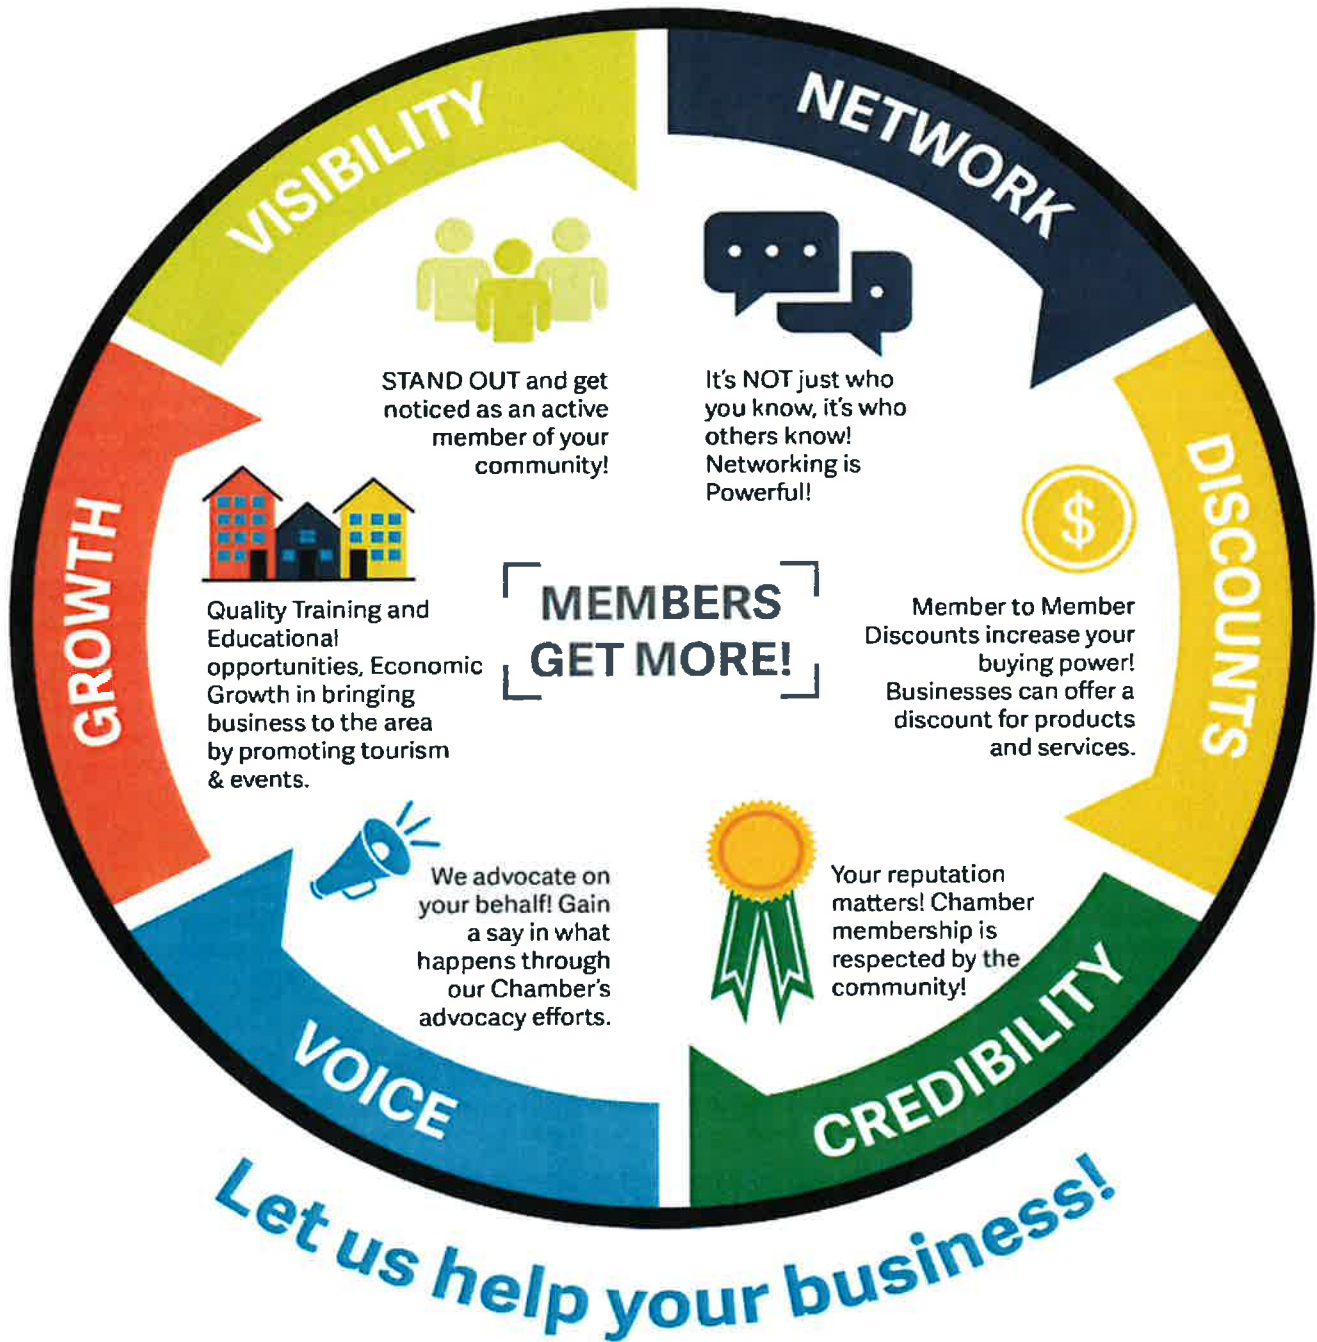 VISIBILITY
STAND OUT and get
noticed as an active
member of your
community!
NETWORK
It's NOT just who
you know, it's who
others know!
Networking is
Powerful!
DISCOUNTS
$
Member to Member
Discounts increase your
buying power!
Businesses can offer a
discount for products
and services.
CREDIBILITY
Your reputation
matters! Chamber
membership is
respected by the
community!
VOICE
We advocate on
your behalf! Gain
a say in what
happens through
our Chamber's
advocacy efforts.
GROWTH
Quality Training and
Educational
opportunities, Economic
Growth in bringing
business to the area
by promoting tourism
& events.
MEMBERS
GET MORE!
Let us help your business!